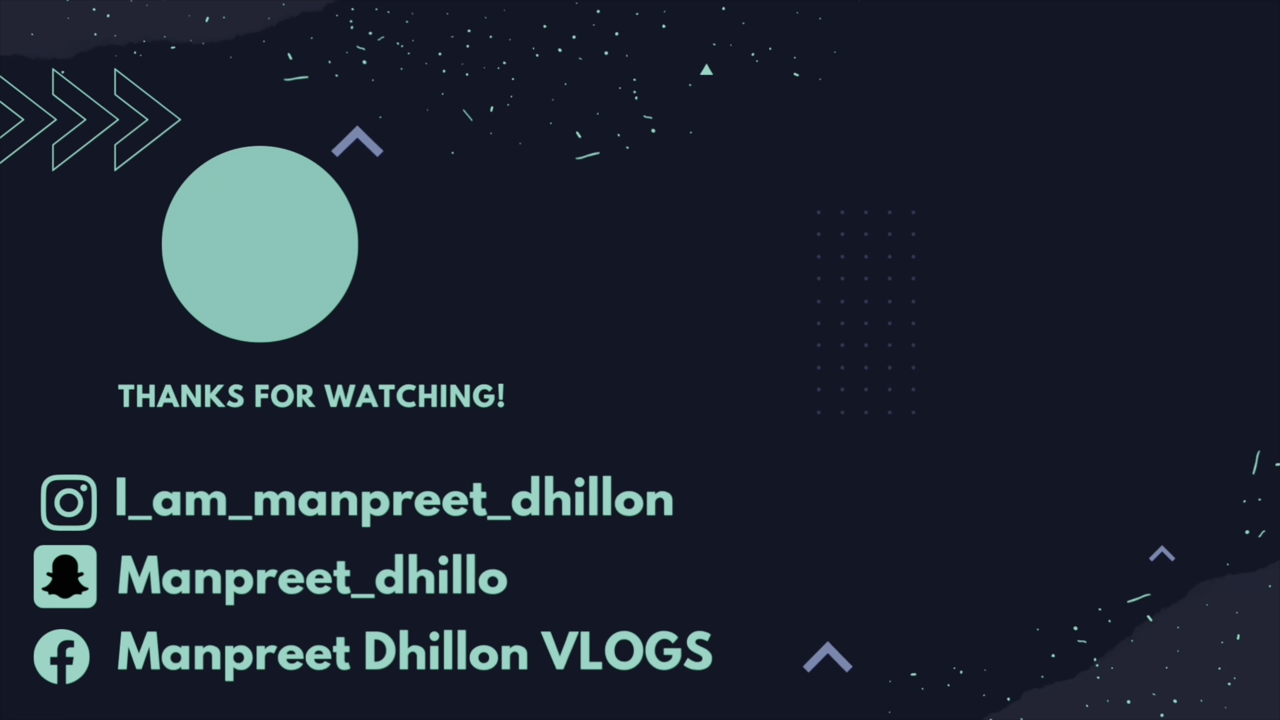 THANKS FOR WATCHING!
I_am_manpreet_dhillon
Manpreet_dhillo
Manpreet Dhillon VLOGS